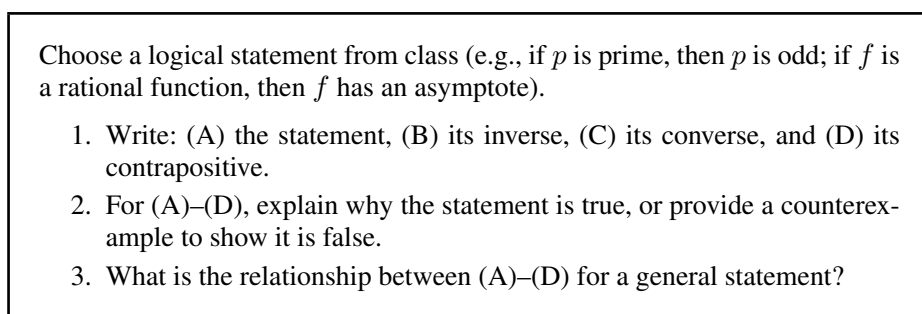 Choose a logical statement from class (e.g., if p is prime, then p is odd; if f is
a rational function, then f has an asymptote).
1. Write: (A) the statement, (B) its inverse, (C) its converse, and (D) its
contrapositive.
2. For (A)–(D), explain why the statement is true, or provide a counterex-
ample to show it is false.
3. What is the relationship between (A)–(D) for a general statement?